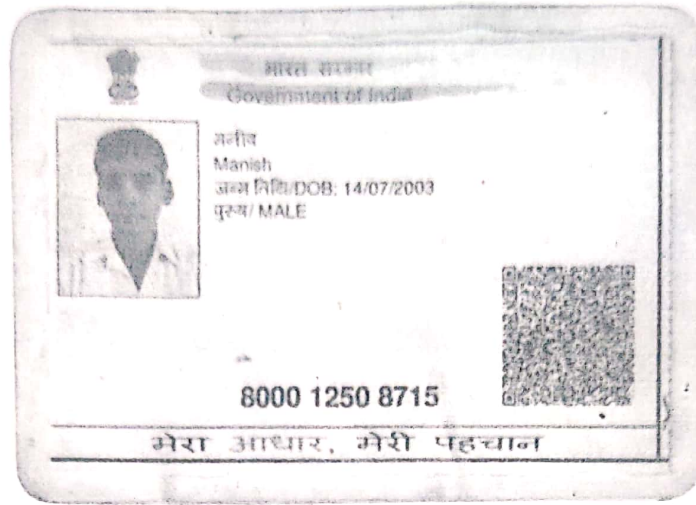 भारत सरकार
Government of India
मनीष
Manish
जन्म तिथि/DOB: 14/07/2003
पुरुष/ MALE
8000 1250 8715
मेरा आधार, मेरी पहचान